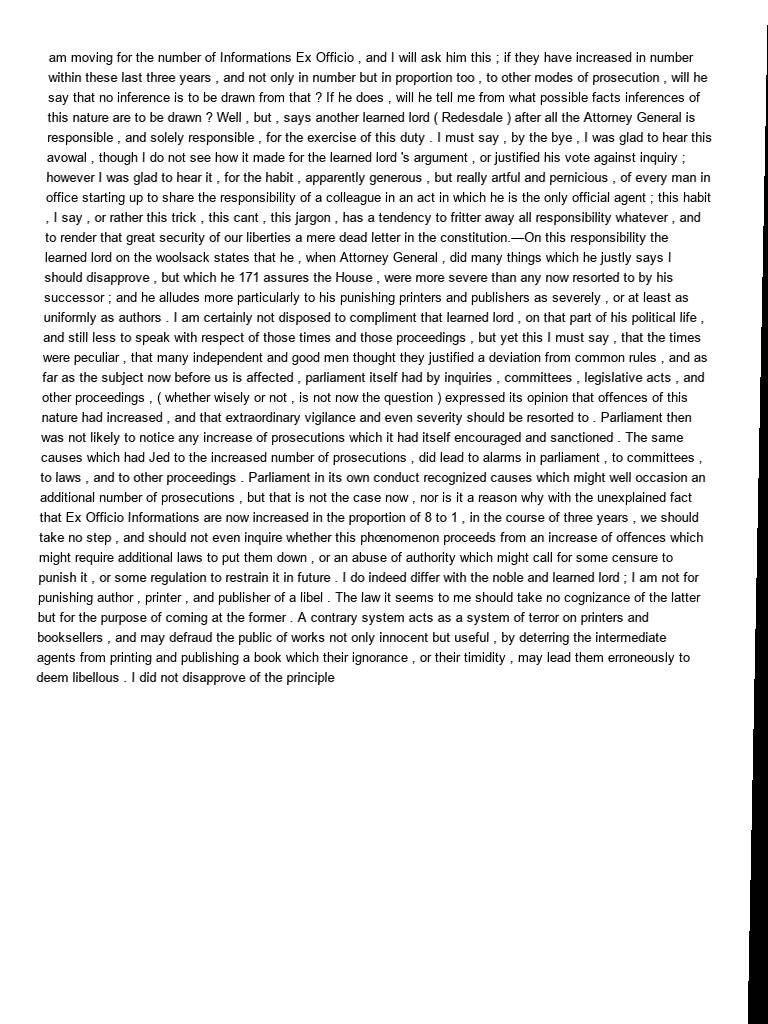 am moving for the number of Informations Ex Officio , and I will ask him this ; if they have increased in number
within these last three years , and not only in number but in proportion too , to other modes of prosecution , will he
say that no inference is to be drawn from that ? If he does , will he tell me from what possible facts inferences of
this nature are to be drawn ? Well , but , says another learned lord ( Redesdale ) after all the Attorney General is
responsible , and solely responsible , for the exercise of this duty . I must say , by the bye , I was glad to hear this
avowal , though I do not see how it made for the learned lord 's argument , or justified his vote against inquiry ;
however I was glad to hear it , for the habit , apparently generous , but really artful and pernicious , of every man in
office starting up to share the responsibility of a colleague in an act in which he is the only official agent ; this habit
, I say , or rather this trick , this cant , this jargon , has a tendency to fritter away all responsibility whatever , and
to render that great security of our liberties a mere dead letter in the constitution.—On this responsibility the
learned lord on the woolsack states that he , when Attorney General , did many things which he justly says I
should disapprove , but which he 171 assures the House , were more severe than any now resorted to by his
successor ; and he alludes more particularly to his punishing printers and publishers as severely , or at least as
uniformly as authors . I am certainly not disposed to compliment that learned lord , on that part of his political life ,
and still less to speak with respect of those times and those proceedings , but yet this I must say , that the times
were peculiar , that many independent and good men thought they justified a deviation from common rules , and as
far as the subject now before us is affected , parliament itself had by inquiries , committees , legislative acts , and
other proceedings , ( whether wisely or not , is not now the question ) expressed its opinion that offences of this
nature had increased , and that extraordinary vigilance and even severity should be resorted to . Parliament then
was not likely to notice any increase of prosecutions which it had itself encouraged and sanctioned . The same
causes which had Jed to the increased number of prosecutions , did lead to alarms in parliament , to committees ,
to laws , and to other proceedings . Parliament in its own conduct recognized causes which might well occasion an
additional number of prosecutions , but that is not the case now , nor is it a reason why with the unexplained fact
that Ex Officio Informations are now increased in the proportion of 8 to 1 , in the course of three years , we should
take no step , and should not even inquire whether this phœnomenon proceeds from an increase of offences which
might require additional laws to put them down , or an abuse of authority which might call for some censure to
punish it , or some regulation to restrain it in future . I do indeed differ with the noble and learned lord ; I am not for
punishing author , printer , and publisher of a libel . The law it seems to me should take no cognizance of the latter
but for the purpose of coming at the former . A contrary system acts as a system of terror on printers and
booksellers , and may defraud the public of works not only innocent but useful , by deterring the intermediate
agents from printing and publishing a book which their ignorance , or their timidity , may lead them erroneously to
deem libellous . I did not disapprove of the principle